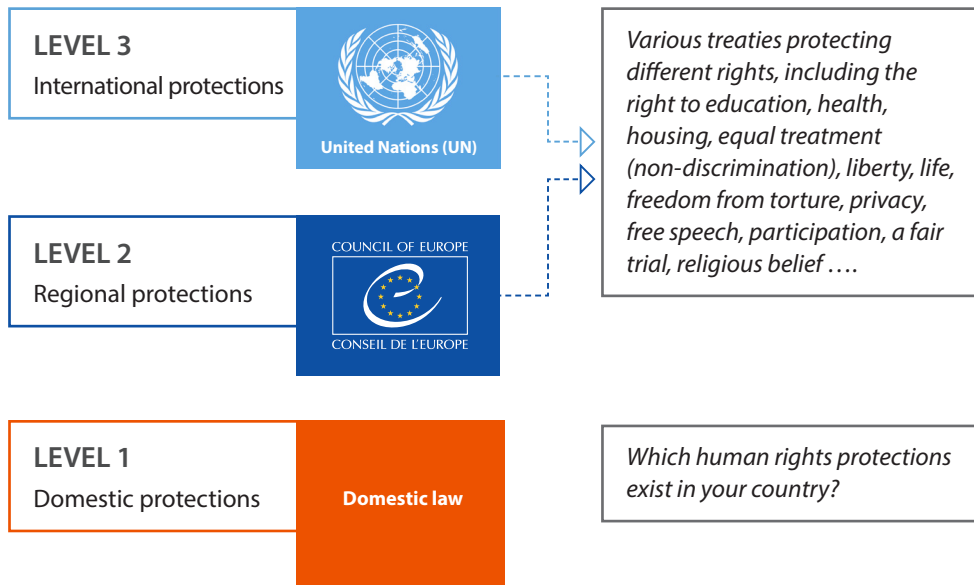 LEVEL 3
International protections
United Nations (UN)
Various treaties protecting
different rights, including the
right to education, health,
housing, equal treatment
(non-discrimination), liberty, life,
freedom from torture, privacy,
free speech, participation, a fair
trial, religious belief ….
LEVEL 2
Regional protections
COUNCIL OF EUROPE
CONSEIL DE L'EUROPE
LEVEL 1
Domestic protections
Domestic law
Which human rights protections
exist in your country?